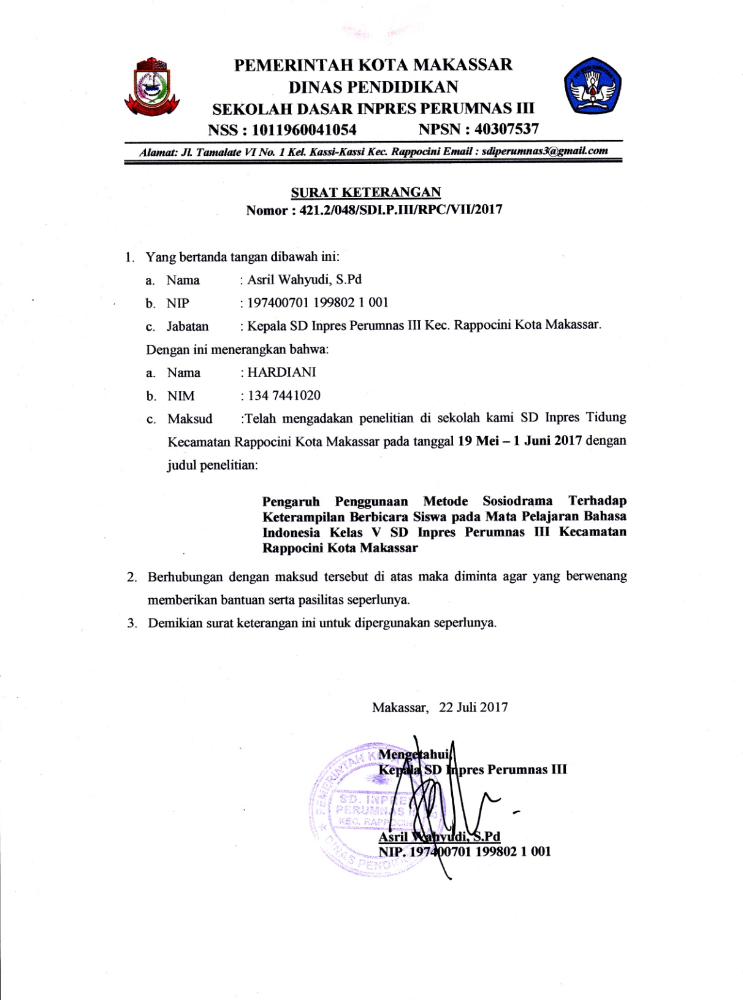 PEMERINTAH KOTA MAKASSAR
DINAS PENDIDIKAN
SEKOLAH DASAR INPRES PERUMNAS III
NSS : 1011960041054 NPSN : 40307537
Alamat: Jl. Tamalate VI No. 1 Kel. Kassi-Kassi Kec. Rappocini Email : sdiperumnas3@gmail.com
SURAT KETERANGAN
Nomor : 421.2/048/SDI.P.III/RPC/VII/2017
1. Yang bertanda tangan dibawah ini:
a. Nama : Asril Wahyudi, S.Pd
b. NIP : 197400701 199802 1 001
c. Jabatan : Kepala SD Inpres Perumnas III Kec. Rappocini Kota Makassar.
Dengan ini menerangkan bahwa:
a. Nama : HARDIANI
b. NIM : 134 7441020
c. Maksud :Telah mengadakan penelitian di sekolah kami SD Inpres Tidung
Kecamatan Rappocini Kota Makassar pada tanggal 19 Mei – 1 Juni 2017 dengan
judul penelitian:
Pengaruh Penggunaan Metode Sosiodrama Terhadap
Keterampilan Berbicara Siswa pada Mata Pelajaran Bahasa
Indonesia Kelas V SD Inpres Perumnas III Kecamatan
Rappocini Kota Makassar
2. Berhubungan dengan maksud tersebut di atas maka diminta agar yang berwenang
memberikan bantuan serta pasilitas seperlunya.
3. Demikian surat keterangan ini untuk dipergunakan seperlunya.
Makassar, 22 Juli 2017
Mengetahui,
Kepala SD Inpres Perumnas III
PEMERINTAH KOTA
SD. INPRES
PERUMNAS
KEC.
DINAS
Asril Wahyudi, S.Pd
NIP. 197400701 199802 1 001